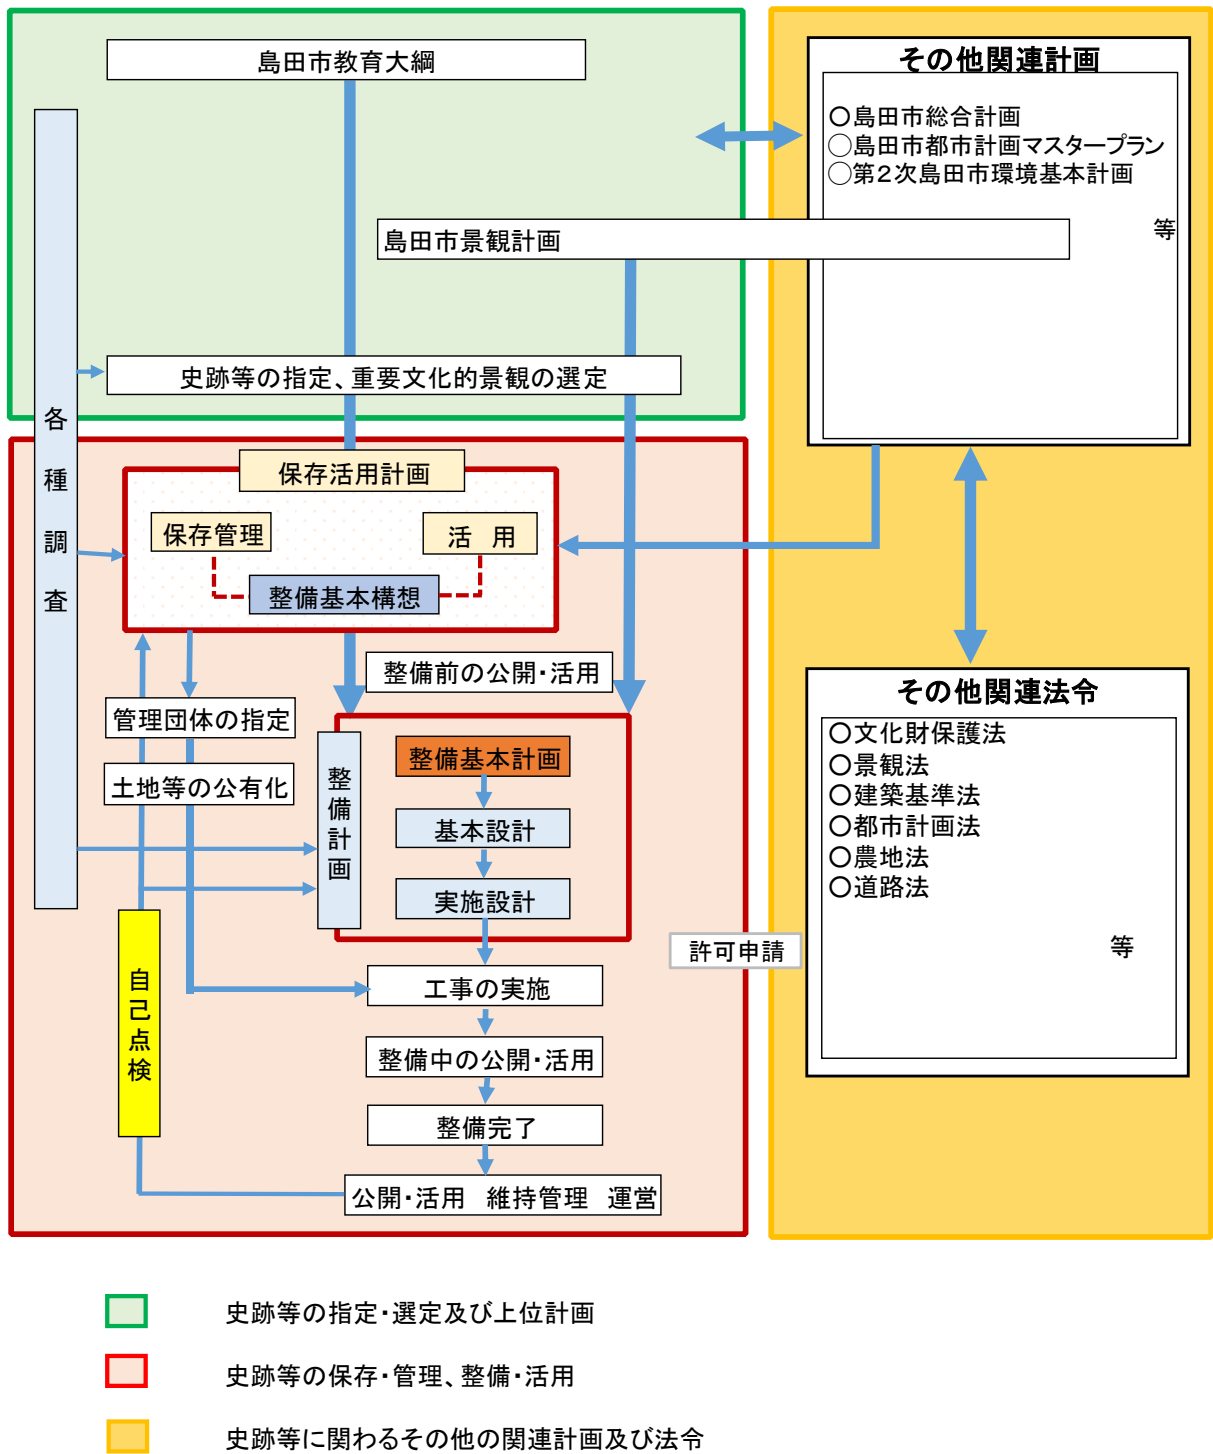 島田市教育大綱
その他関連計画
〇島田市総合計画
〇島田市都市計画マスタープラン
〇第２次島田市環境基本計画
等
島田市景観計画
史跡等の指定、重要文化的景観の選定
各種調査
保存活用計画
保存管理
活　用
整備基本構想
整備前の公開・活用
管理団体の指定
土地等の公有化
整備計画
整備基本計画
基本設計
実施設計
その他関連法令
〇文化財保護法
〇景観法
〇建築基準法
〇都市計画法
〇農地法
〇道路法
等
許可申請
自己点検
工事の実施
整備中の公開・活用
整備完了
公開・活用　維持管理　運営
史跡等の指定・選定及び上位計画
史跡等の保存・管理、整備・活用
史跡等に関わるその他の関連計画及び法令